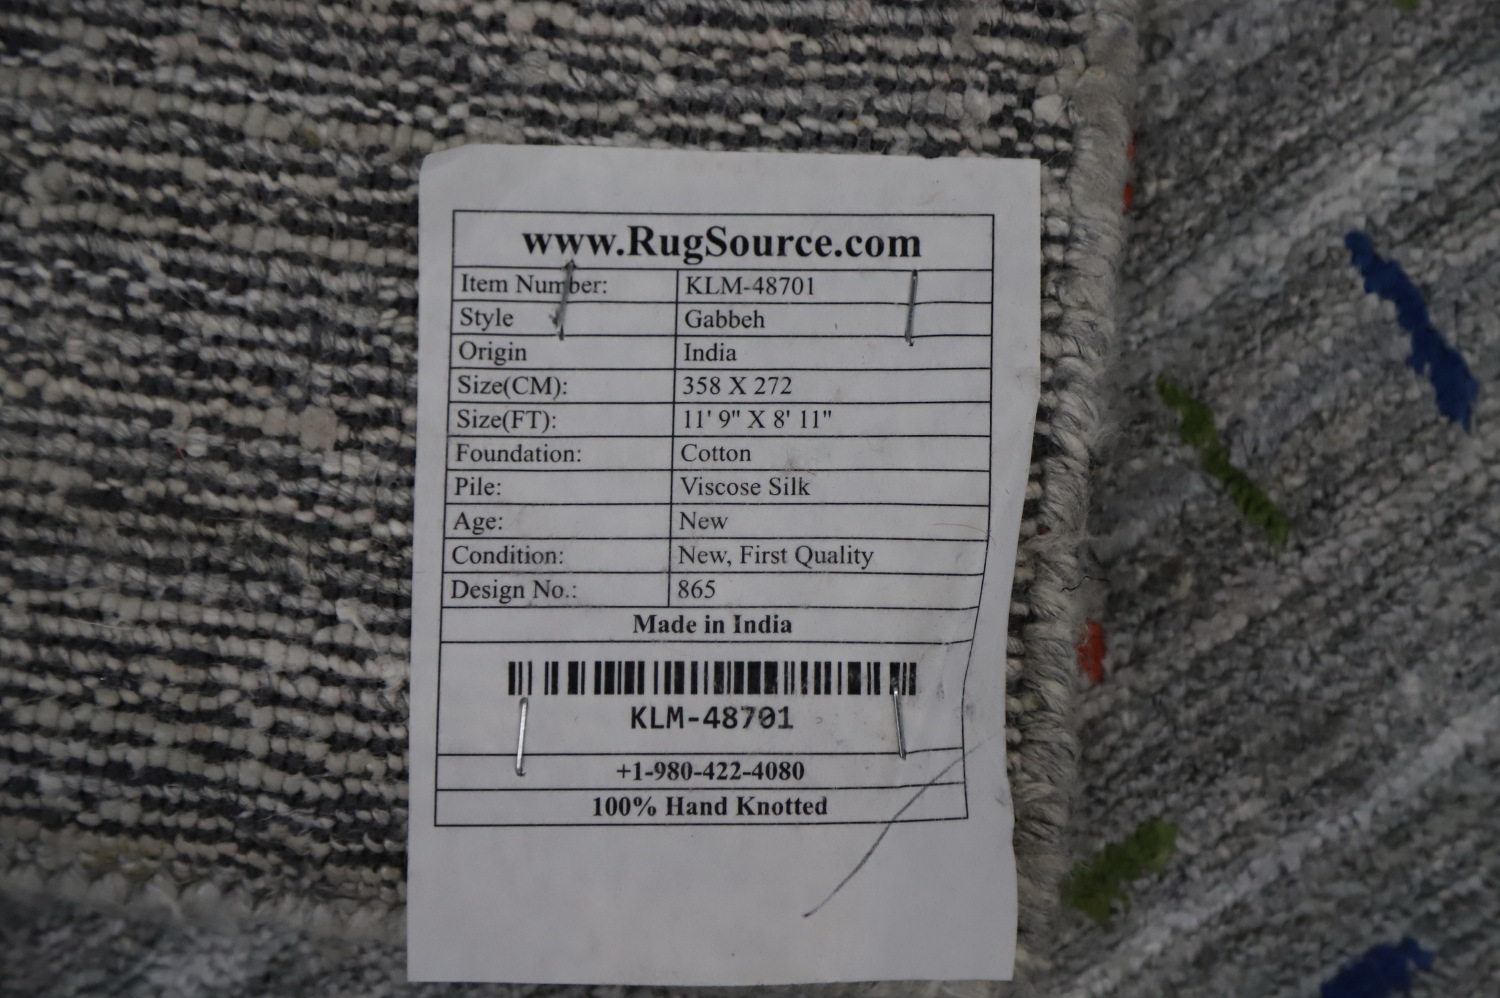 www.RugSource.com
Item Number: KLM-48701
Style Gabbeh
Origin India
Size(CM): 358 X 272
Size(FT): 11' 9" X 8' 11"
Foundation: Cotton
Pile: Viscose Silk
Age: New
Condition: New, First Quality
Design No.: 865
Made in India
KLM-48701
+1-980-422-4080
100% Hand Knotted